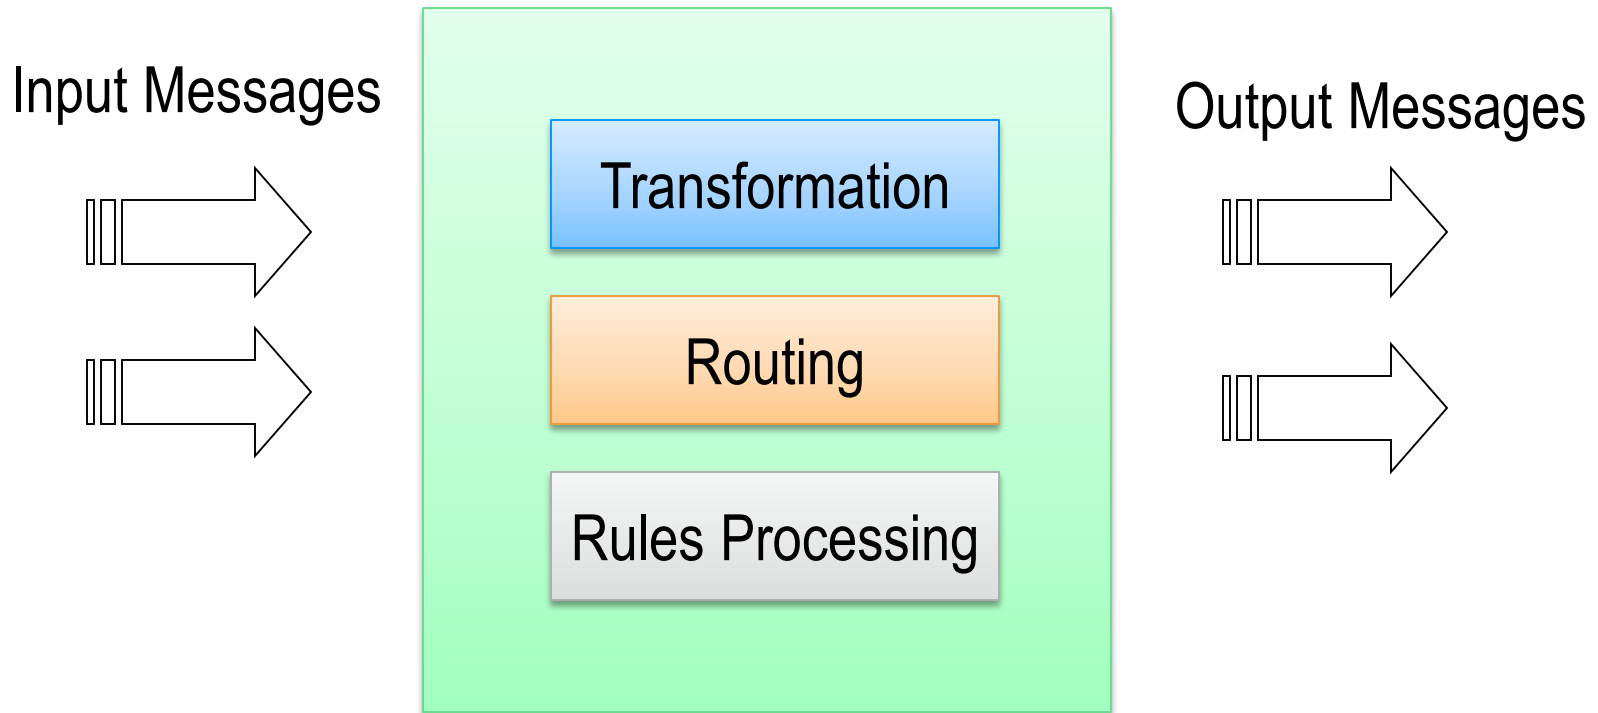 Input Messages
Output Messages
Transformation
Routing
Rules Processing